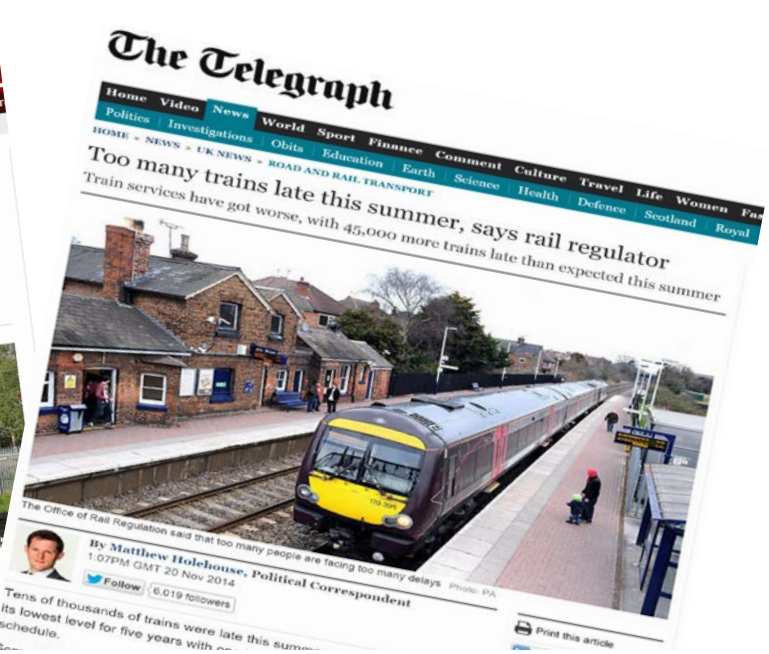 The Telegraph
Home Video News World Sport Finance Comment Culture Travel Life Women
Politics Investigations Obits Education Earth Science Health Defence Scotland Royal
HOME » NEWS » UK NEWS » ROAD AND RAIL TRANSPORT
Too many trains late this summer, says rail regulator
Train services have got worse, with 45,000 more trains late than expected this summer
The Office of Rail Regulation said that too many people are facing too many delays Photo: PA
By Matthew Holehouse, Political Correspondent
1:07PM GMT 20 Nov 2014
Follow 6,019 followers
Print this article
Tens of thousands of trains were late this
its lowest level for five years with
schedule.